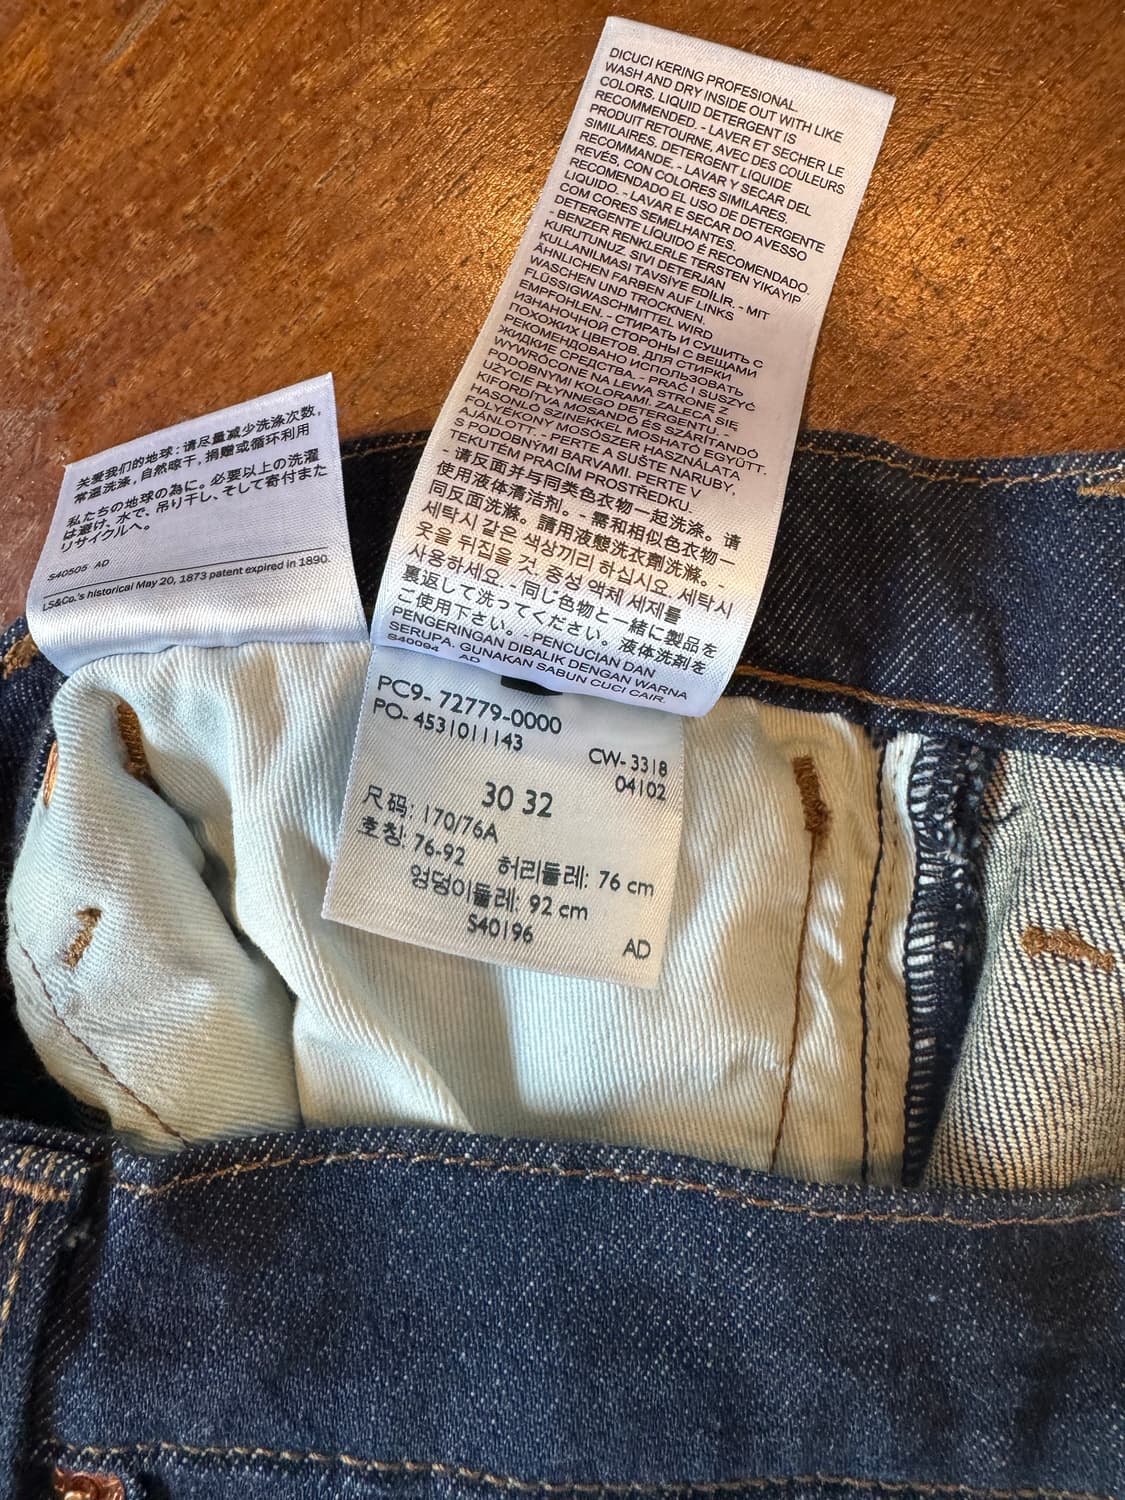 关爱我们的地球：请尽量减少洗涤次数，
常温洗涤，自然晾干，捐赠或循环利用
私たちの地球の為に。必要以上の洗濯
は避け、水で、吊り干し、そして寄付また
リサイクルへ。
S40505 AD
LS&Co.'s historical May 20, 1873 patent expired in 1890.
DICUCI KERING PROFESIONAL.
WASH AND DRY INSIDE OUT WITH LIKE
COLORS. LIQUID DETERGENT IS
RECOMMENDED. - LAVER ET SÉCHER LE
PRODUIT RETOURNE, AVEC DES COULEURS
SIMILAIRES. DETERGENT LIQUIDE
RECOMMANDE. - LAVAR Y SECAR DEL
REVÉS, CON COLORES SIMILARES.
RECOMENDADO EL USO DE DETERGENTE
LIQUIDO. - LAVAR E SECAR DO AVESSO
COM CORES SEMELHANTES.
DETERGENTE LÍQUIDO É RECOMENDADO.
- BENZER RENKLERLE TERSTEN YIKAYIP
KURUTUNUZ. SIVI DETERJAN
KULLANILMASI TAVSİYE EDİLİR. - MIT
ÄHNLICHEN FARBEN AUF LINKS
WASCHEN UND TROCKNEN.
FLÜSSIGWASCHMITTEL WIRD
EMPFOHLEN. - СТИРАТЬ И СУШИТЬ С
ИЗНАНОЧНОЙ СТОРОНЫ С ВЕЩАМИ
ПОХОЖИХ ЦВЕТОВ. ДЛЯ СТИРКИ
РЕКОМЕНДОВАНО ИСПОЛЬЗОВАТЬ
ЖИДКИЕ СРЕДСТВА. - PRAĆ I SUSZYĆ
WYWRÓCONE NA LEWĄ STRONĘ Z
PODOBNYMI KOLORAMI. ZALECA SIĘ
UŻYCIE PŁYNNEGO DETERGENTU. -
KIFORDÍTVA MOSANDÓ ÉS SZÁRÍTANDÓ
HASONLÓ SZINEKKEL MOSHATÓ EGYÜTT.
FOLYÉKONY MOSÓSZER HASZNÁLATA
AJÁNLOTT. - PERTE A SUŠTE NARUBY,
S PODOBNÝMI BARVAMI. PERTE V
TEKUTÉM PRACÍM PROSTŘEDKU.
- 请反面并与同类色衣物一起洗涤。请
使用液体清洁剂。- 需和相似色衣物一
同反面洗滌。請用液態洗衣劑洗滌。-
세탁시 같은 색상끼리 하십시요. 세탁시
옷을 뒤집을 것 중성 액체 세제를
사용하세요. - 同じ色物と一緒に製品を
裏返して洗ってください。液体洗剤を
ご使用下さい。- PENCUCIAN DAN
PENGERINGAN DIBALIK DENGAN WARNA
SERUPA. GUNAKAN SABUN CUCI CAIR.
S40094 AD
PC9- 72779-0000
PO- 4531011143
CW- 3318
04102
30 32
尺码: 170/76A
호칭: 76-92 허리둘레: 76 cm
엉덩이둘레: 92 cm
S40196
AD